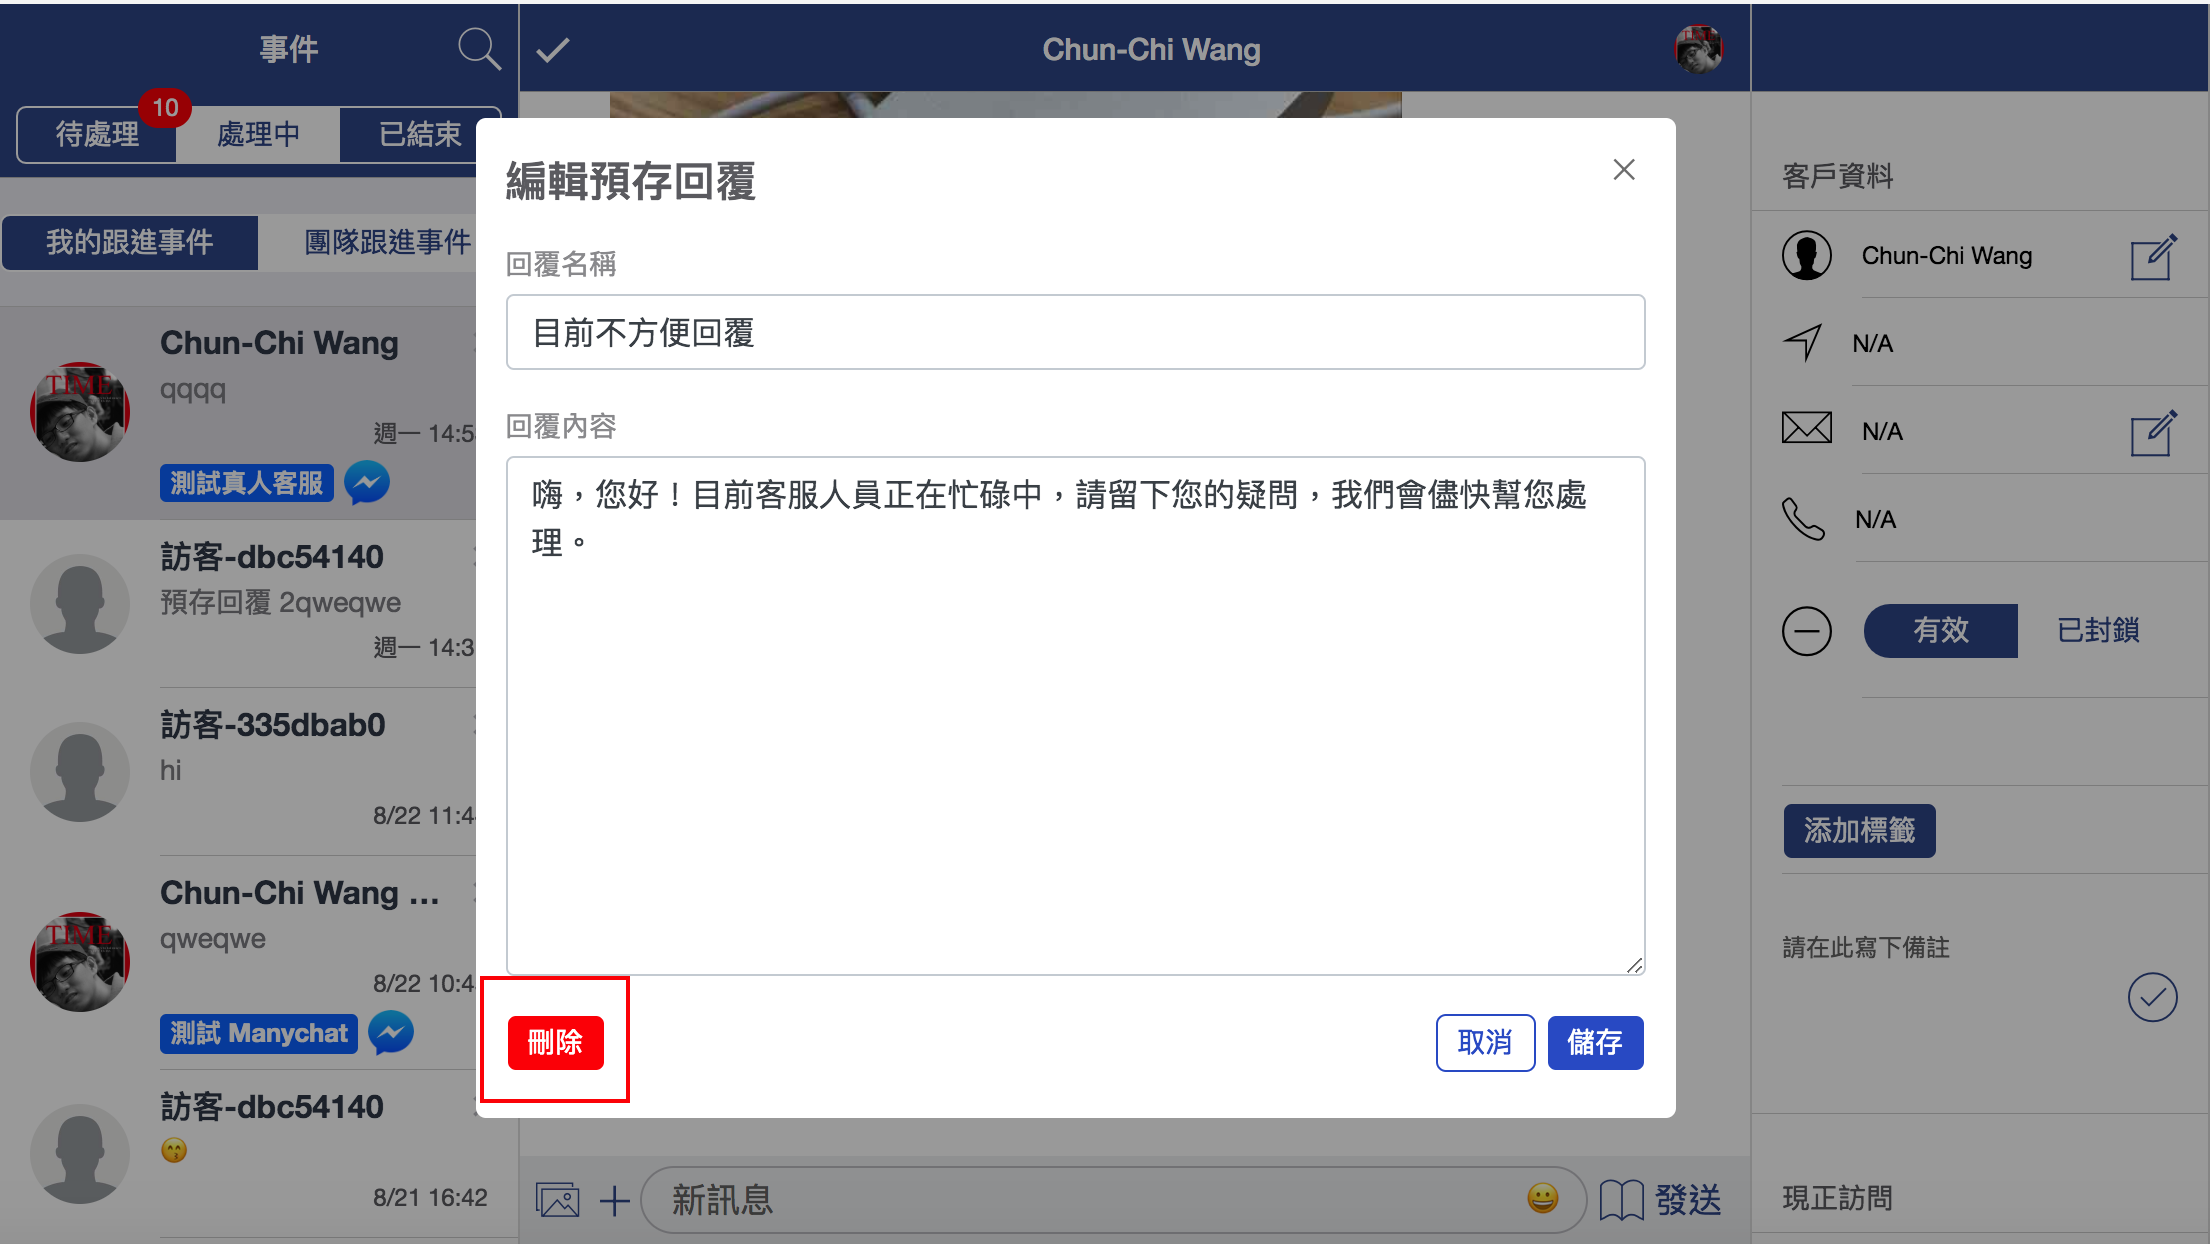 事件
Chun-Chi Wang
10
待處理
處理中
已結束
我的跟進事件
團隊跟進事件
Chun-Chi Wang
qqqq
週一 14:5
測試真人客服
訪客-dbc54140
預存回覆 2qweqwe
週一 14:3
訪客-335dbab0
hi
8/22 11:4
Chun-Chi Wang ...
qweqwe
8/22 10:4
測試 Manychat
訪客-dbc54140
8/21 16:42
編輯預存回覆
回覆名稱
目前不方便回覆
回覆內容
嗨，您好！目前客服人員正在忙碌中，請留下您的疑問，我們會儘快幫您處
理。
刪除
取消
儲存
新訊息
發送
客戶資料
Chun-Chi Wang
N/A
N/A
N/A
有效
已封鎖
添加標籤
請在此寫下備註
現正訪問